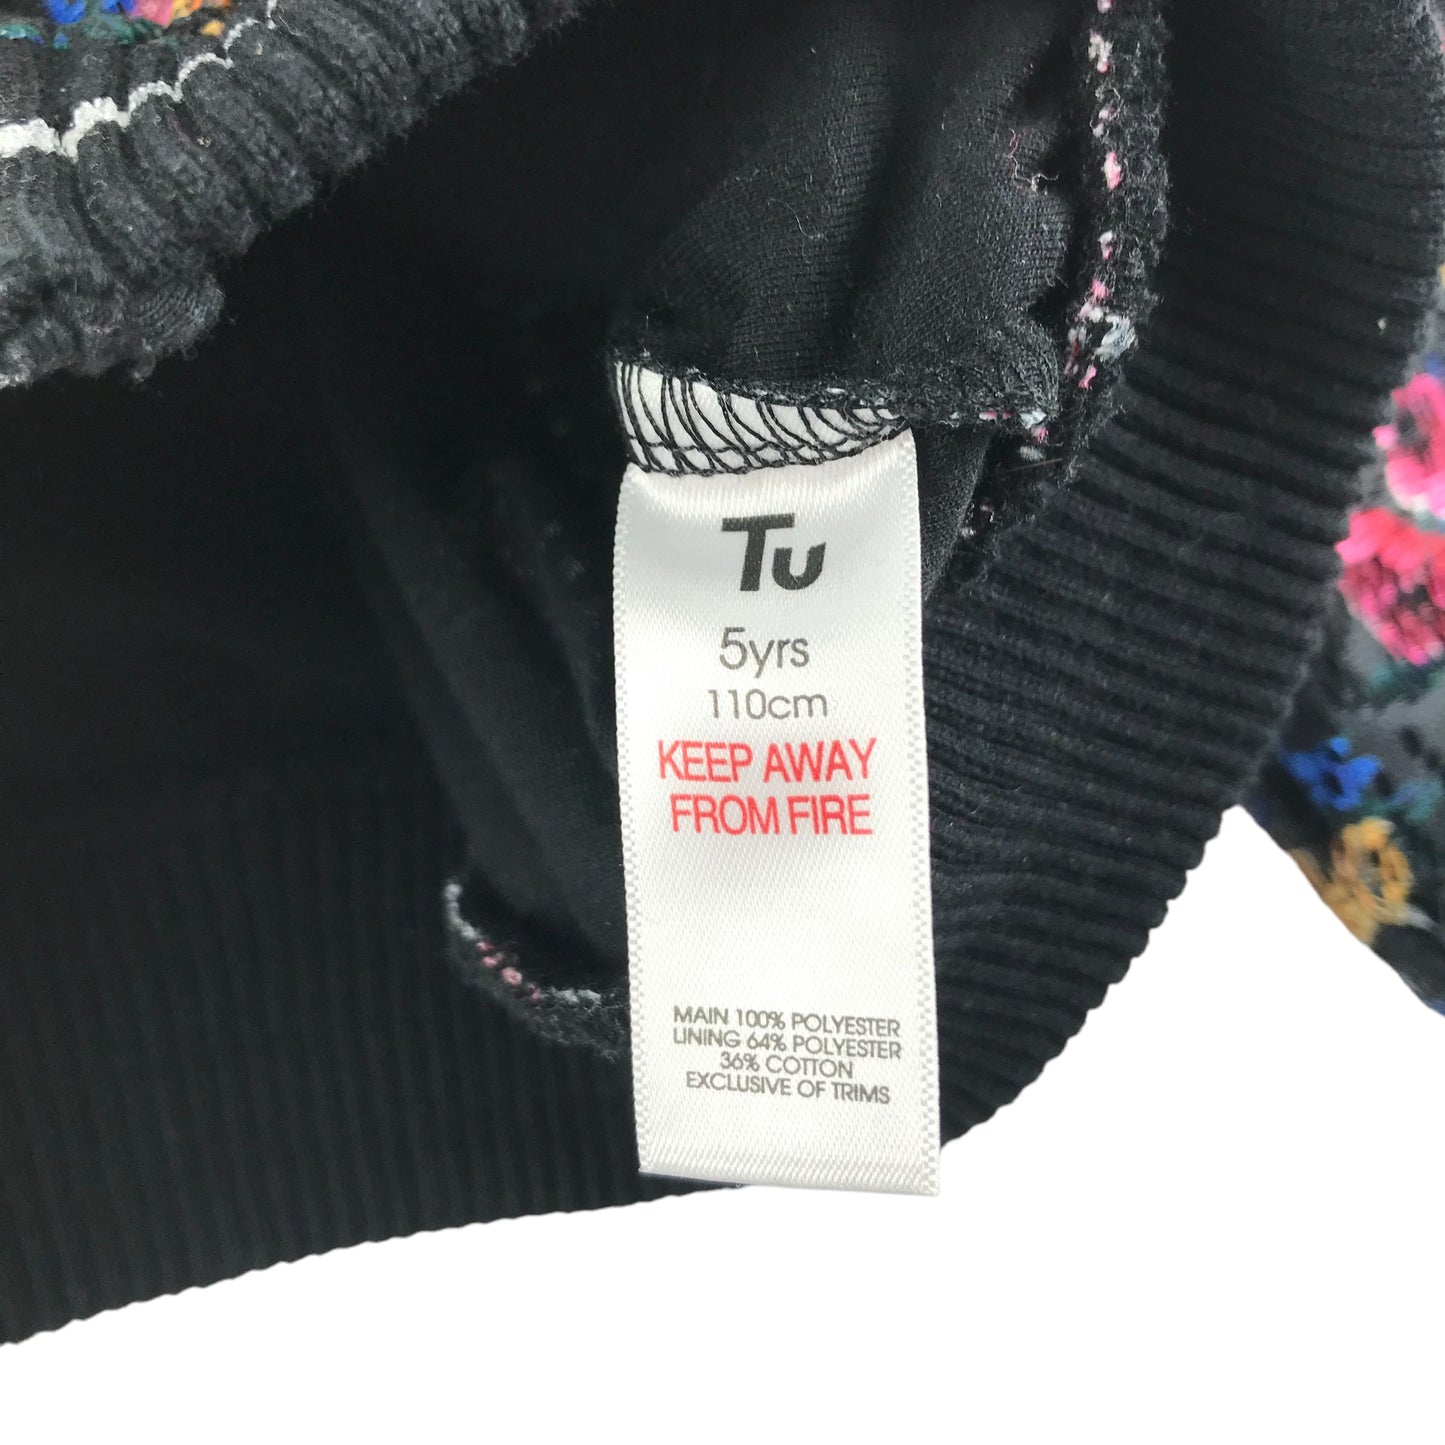 Tu
5yrs
110cm
KEEP AWAY
FROM FIRE
MAIN 100% POLYESTER
LINING 64% POLYESTER
36% COTTON
EXCLUSIVE OF TRIMS